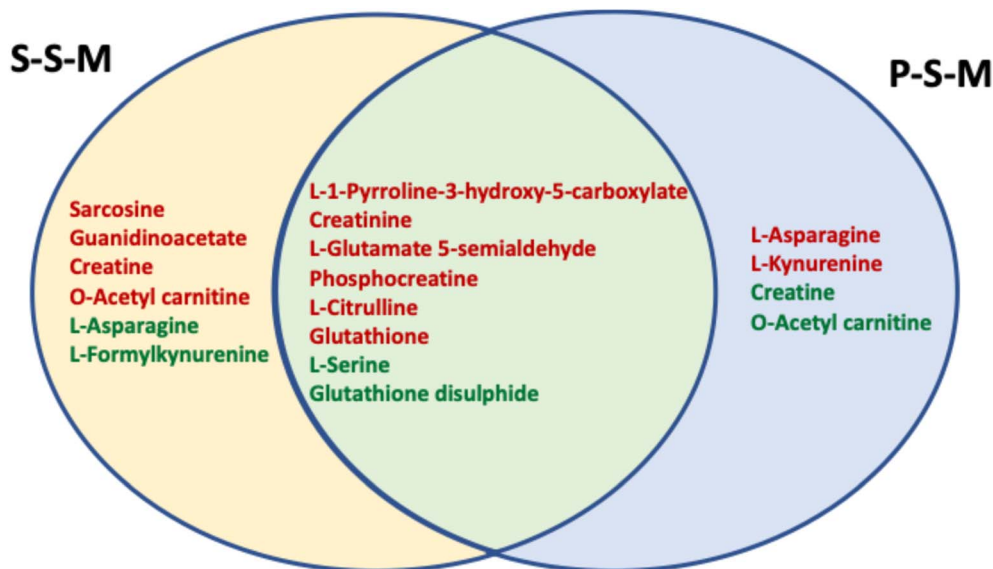 S-S-M
P-S-M
Sarcosine
Guanidinoacetate
Creatine
O-Acetyl carnitine
L-Asparagine
L-Formylkynurenine
L-1-Pyrroline-3-hydroxy-5-carboxylate
Creatinine
L-Glutamate 5-semialdehyde
Phosphocreatine
L-Citrulline
Glutathione
L-Serine
Glutathione disulphide
L-Asparagine
L-Kynurenine
Creatine
O-Acetyl carnitine